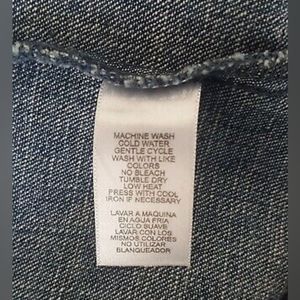 MACHINE WASH
COLD WATER
GENTLE CYCLE
WASH WITH LIKE
COLORS
NO BLEACH
TUMBLE DRY
LOW HEAT
PRESS WITH COOL
IRON IF NECESSARY
LAVAR A MAQUINA
EN AGUA FRIA
CICLO SUAVE
LAVAR CON LOS
MISMOS COLORES
NO UTILIZAR
BLANQUEADOR